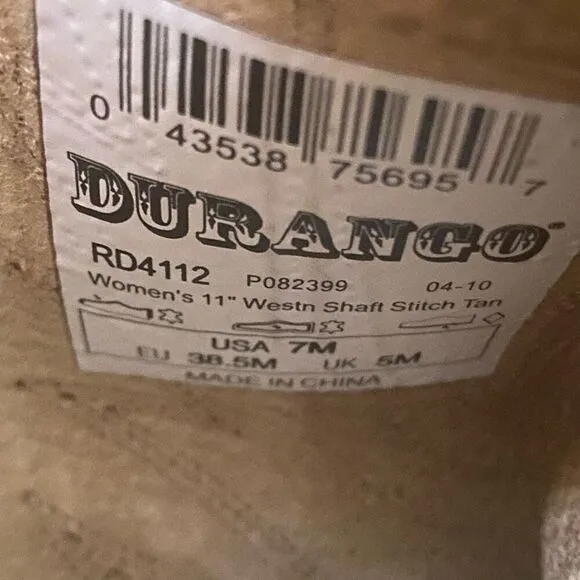 0 43538 75695 7
DURANGO®
RD4112 P082399 04-10
Women's 11" Westn Shaft Stitch Tan
USA 7M
EU 38.5M UK 5M
MADE IN CHINA